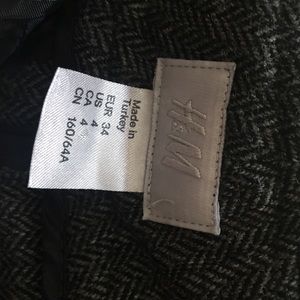 Made in
Turkey
EUR 34
US 4
CA 4
CN 160/64A
H&M